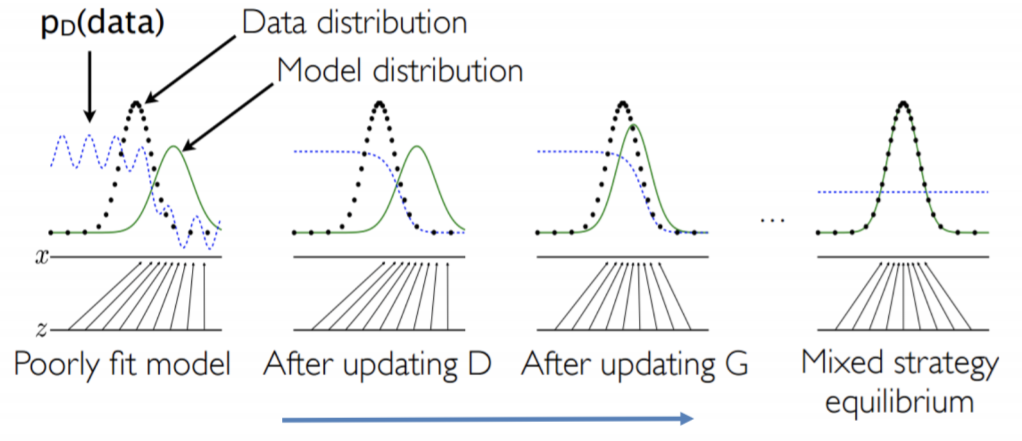 p_D(data)
Data distribution
Model distribution
...
x
z
Poorly fit model
After updating D
After updating G
Mixed strategy
equilibrium